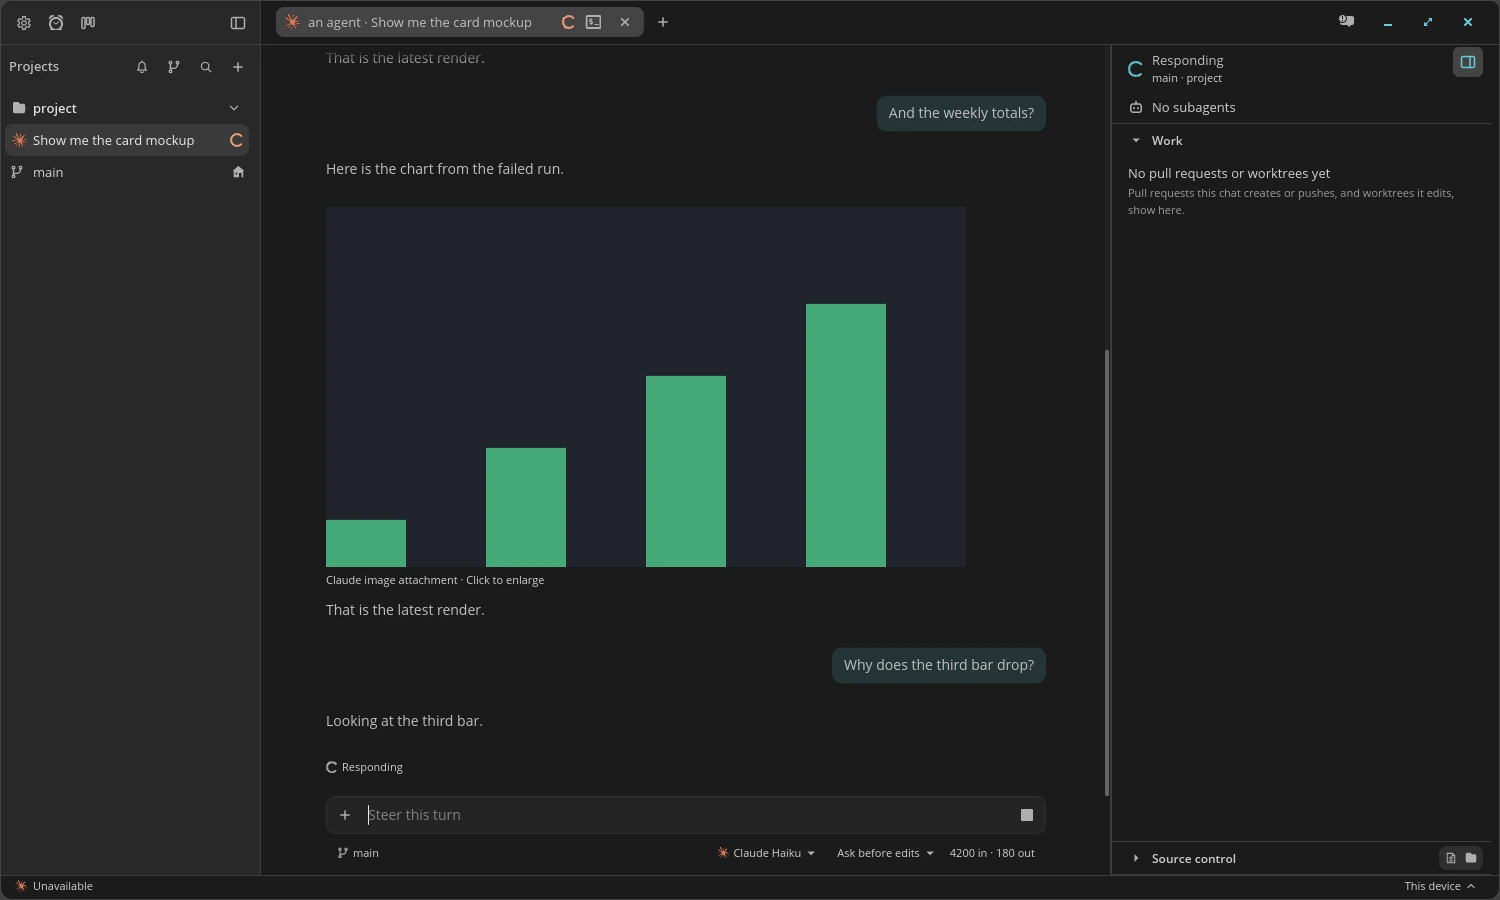 an agent · Show me the card mockup
Projects
project
Show me the card mockup
main
That is the latest render.
And the weekly totals?
Here is the chart from the failed run.
Claude image attachment · Click to enlarge
That is the latest render.
Why does the third bar drop?
Looking at the third bar.
Responding
Steer this turn
main
Claude Haiku
Ask before edits
4200 in · 180 out
Responding
main · project
No subagents
Work
No pull requests or worktrees yet
Pull requests this chat creates or pushes, and worktrees it edits,
show here.
Source control
Unavailable
This device